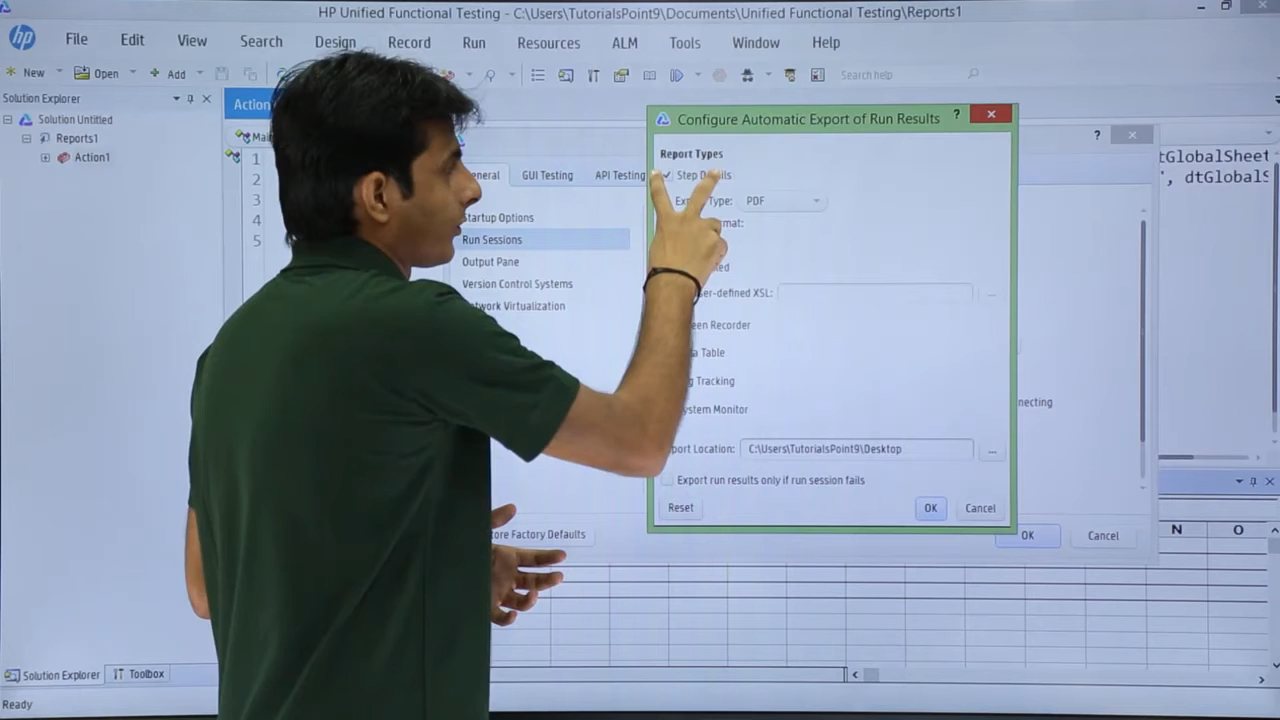 HP Unified Functional Testing - C:\Users\TutorialsPoint9\Documents\Unified Functional Testing\Reports1
hp File Edit View Search Design Record Run Resources ALM Tools Window Help
New Open Add Search help
Solution Explorer
Solution Untitled
Reports1
Action1
Action
Mai
1
2
3
4
5
eneral GUI Testing API Testing
Startup Options
Run Sessions
Output Pane
Version Control Systems
twork Virtualization
ore Factory Defaults
Configure Automatic Export of Run Results
Report Types
Step Details
Type: PDF
rmat:
ser-defined XSL:
een Recorder
a Table
g Tracking
ystem Monitor
port Location: C:\Users\TutorialsPoint9\Desktop ...
Export run results only if run session fails
Reset OK Cancel
tGlobalSheet
", dtGlobalS
necting
OK Cancel
N O
Solution Explorer Toolbox
Ready